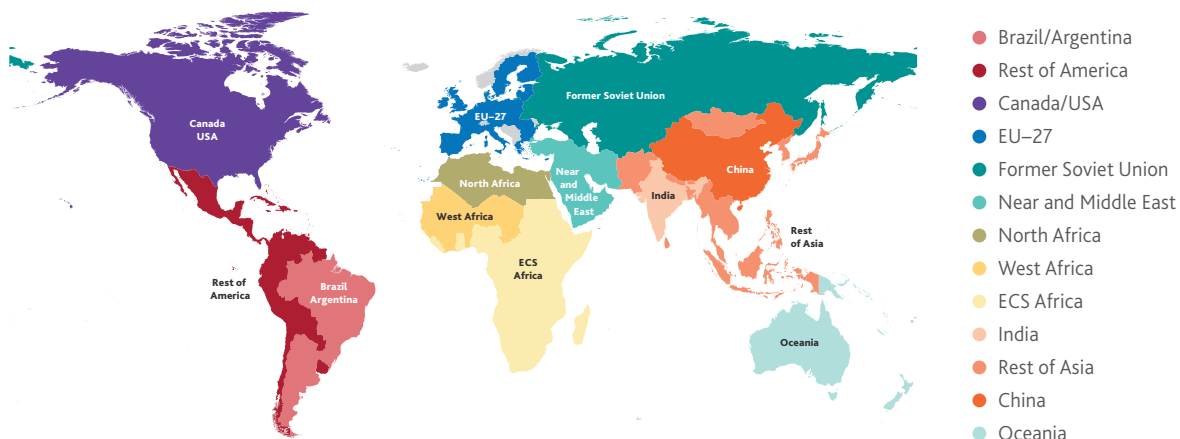 Canada
USA
Former Soviet Union
EU–27
China
North Africa
Near
and
Middle
East
India
West Africa
Rest
of Asia
ECS
Africa
Rest of
America
Brazil
Argentina
Oceania
Brazil/Argentina
Rest of America
Canada/USA
EU–27
Former Soviet Union
Near and Middle East
North Africa
West Africa
ECS Africa
India
Rest of Asia
China
Oceania